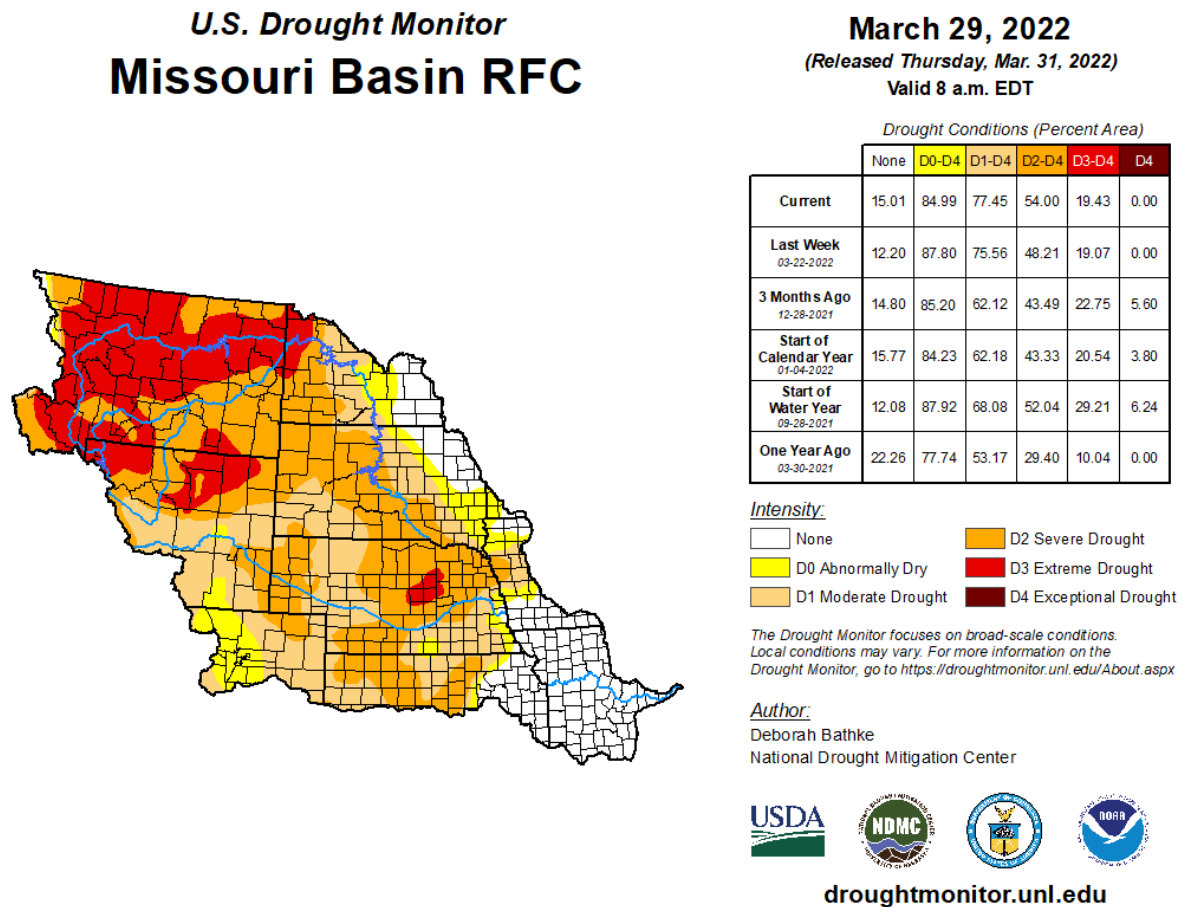 U.S. Drought Monitor
Missouri Basin RFC
March 29, 2022
(Released Thursday, Mar. 31, 2022)
Valid 8 a.m. EDT
Drought Conditions (Percent Area)
None D0-D4 D1-D4 D2-D4 D3-D4 D4
Current 15.01 84.99 77.45 54.00 19.43 0.00
Last Week
03-22-2022 12.20 87.80 75.56 48.21 19.07 0.00
3 Months Ago
12-28-2021 14.80 85.20 62.12 43.49 22.75 5.60
Start of
Calendar Year
01-04-2022 15.77 84.23 62.18 43.33 20.54 3.80
Start of
Water Year
09-28-2021 12.08 87.92 68.08 52.04 29.21 6.24
One Year Ago
03-30-2021 22.26 77.74 53.17 29.40 10.04 0.00
Intensity:
None
D0 Abnormally Dry
D1 Moderate Drought
D2 Severe Drought
D3 Extreme Drought
D4 Exceptional Drought
The Drought Monitor focuses on broad-scale conditions.
Local conditions may vary. For more information on the
Drought Monitor, go to https://droughtmonitor.unl.edu/About.aspx
Author:
Deborah Bathke
National Drought Mitigation Center
USDA
NDMC
NOAA
droughtmonitor.unl.edu